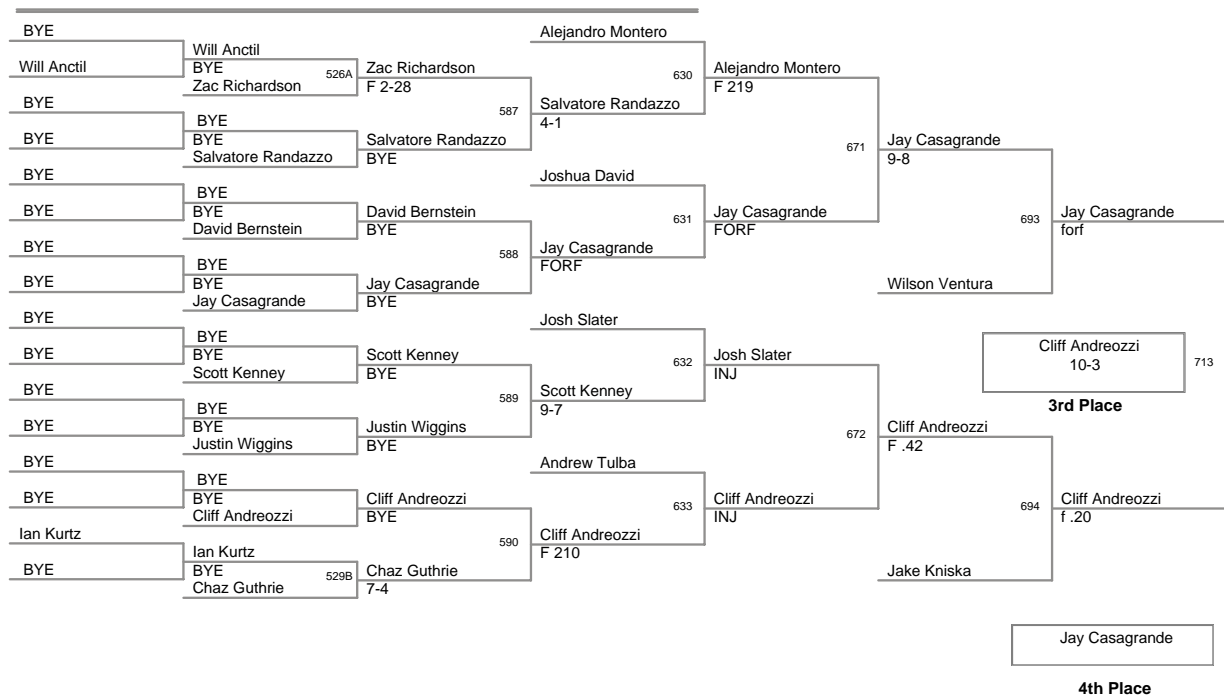 BYE
Will Anctil
BYE
BYE
BYE
BYE
BYE
BYE
BYE
BYE
BYE
BYE
BYE
BYE
Ian Kurtz
BYE
Will Anctil
BYE
526A
Zac Richardson
BYE
BYE
Salvatore Randazzo
BYE
BYE
David Bernstein
BYE
BYE
Jay Casagrande
BYE
BYE
Scott Kenney
BYE
BYE
Justin Wiggins
BYE
BYE
Cliff Andreozzi
Ian Kurtz
BYE
529B
Chaz Guthrie
Zac Richardson
F 2-28
587
Salvatore Randazzo
BYE
David Bernstein
BYE
588
Jay Casagrande
BYE
Scott Kenney
BYE
589
Justin Wiggins
BYE
Cliff Andreozzi
BYE
590
Chaz Guthrie
7-4
Alejandro Montero
630
Salvatore Randazzo
4-1
Joshua David
631
Jay Casagrande
FORF
Josh Slater
632
Scott Kenney
9-7
Andrew Tulba
633
Cliff Andreozzi
F 210
Alejandro Montero
F 219
671
Jay Casagrande
FORF
Josh Slater
INJ
672
Cliff Andreozzi
INJ
Jay Casagrande
9-8
693
Wilson Ventura
Cliff Andreozzi
F .42
694
Jake Kniska
Jay Casagrande
forf
Cliff Andreozzi
10-3
713
3rd Place
Cliff Andreozzi
f .20
Jay Casagrande
4th Place